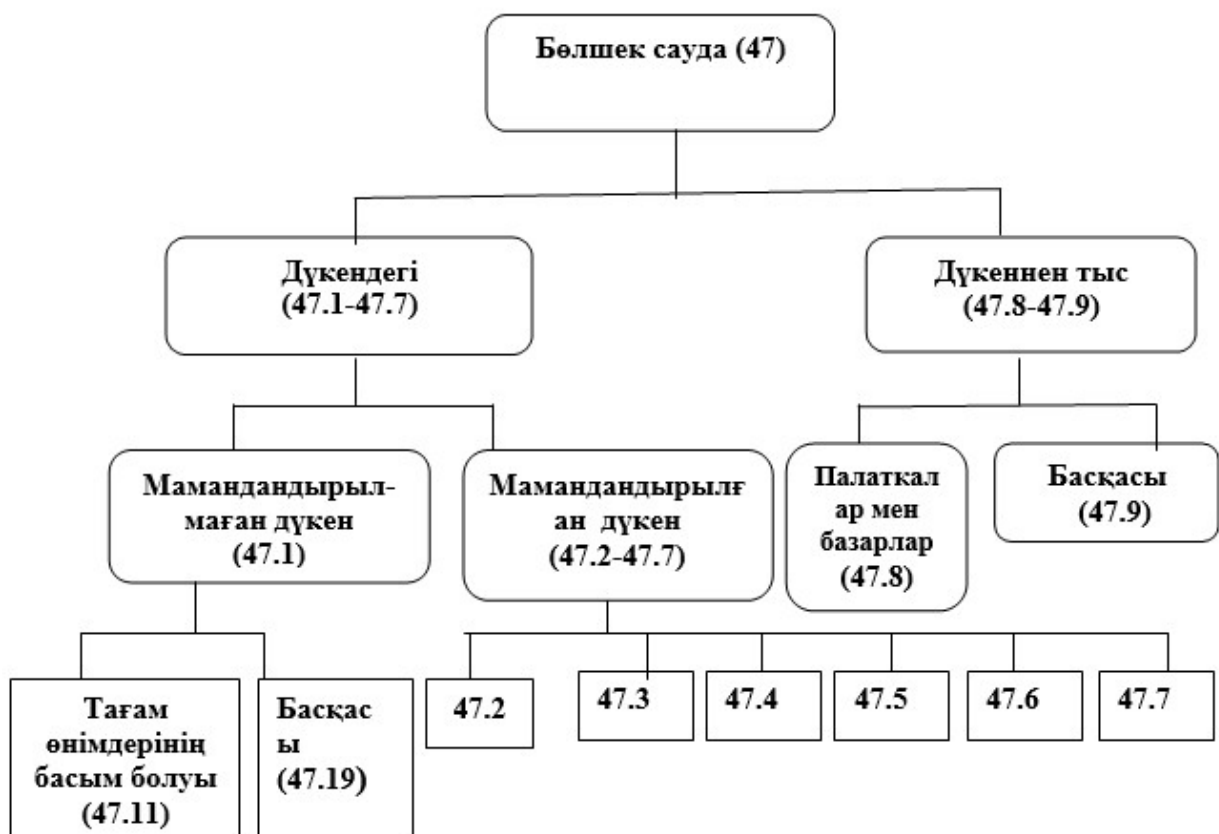 Бөлшек сауда (47)
Дүкендегі
(47.1-47.7)
Дүкеннен тыс
(47.8-47.9)
Мамандандырыл-
маған дүкен
(47.1)
Мамандандырылғ
ан дүкен
(47.2-47.7)
Палаткал
ар мен
базарлар
(47.8)
Басқасы
(47.9)
Тағам
өнімдерінің
басым болуы
(47.11)
Басқас
ы
(47.19)
47.2
47.3
47.4
47.5
47.6
47.7